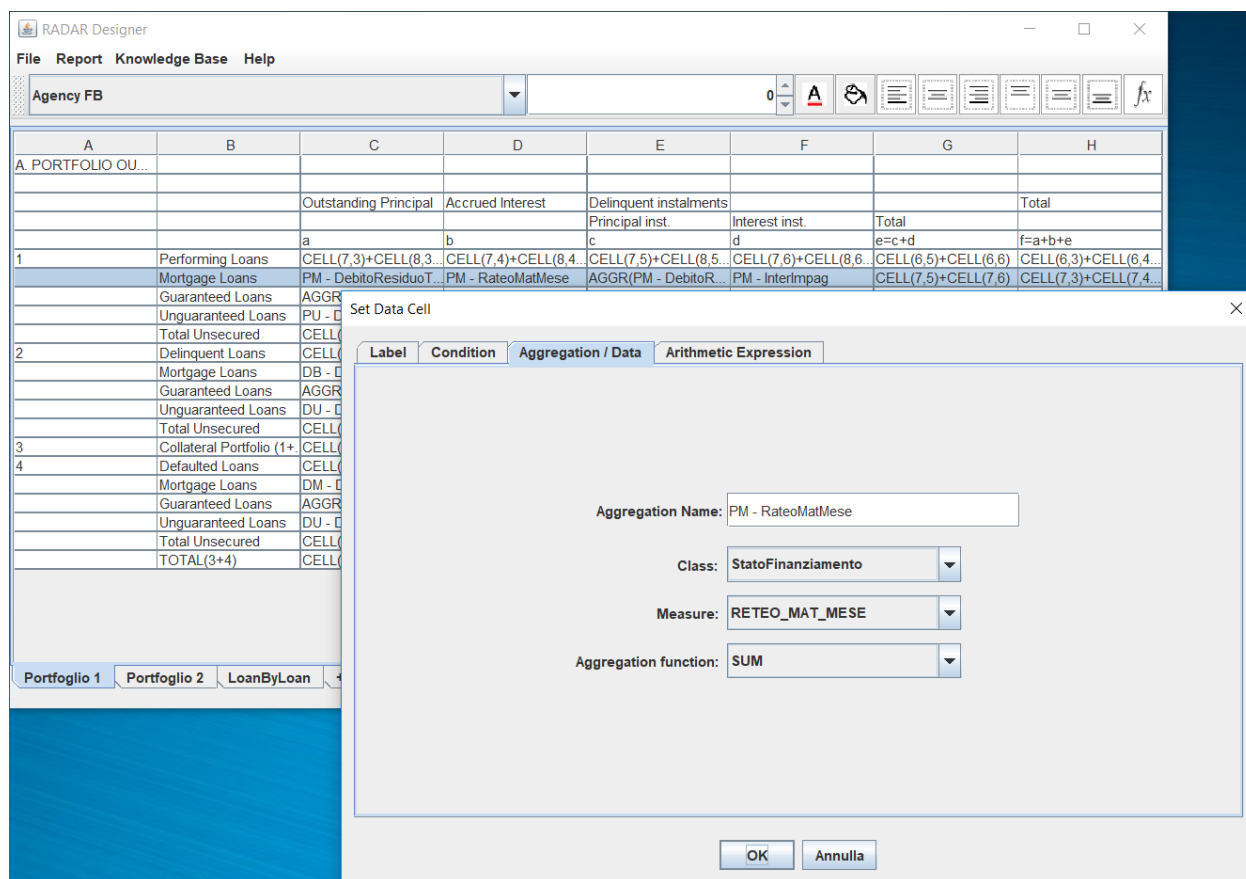 RADAR Designer
File Report Knowledge Base Help
Agency FB 0 A fx
A B C D E F G H
A. PORTFOLIO OU...
Outstanding Principal Accrued Interest Delinquent instalments Total
Principal inst. Interest inst. Total
a b c d e=c+d f=a+b+e
1 Performing Loans CELL(7,3)+CELL(8,3... CELL(7,4)+CELL(8,4... CELL(7,5)+CELL(8,5... CELL(7,6)+CELL(8,6... CELL(6,5)+CELL(6,6) CELL(6,3)+CELL(6,4...
Mortgage Loans PM - DebitoResiduoT... PM - RateoMatMese AGGR(PM - DebitoR... PM - InterImpag CELL(7,5)+CELL(7,6) CELL(7,3)+CELL(7,4...
Guaranteed Loans AGGR
Unguaranteed Loans PU - D
Total Unsecured CELL(
2 Delinquent Loans CELL(
Mortgage Loans DB - D
Guaranteed Loans AGGR
Unguaranteed Loans DU - D
Total Unsecured CELL(
3 Collateral Portfolio (1+. CELL(
4 Defaulted Loans CELL(
Mortgage Loans DM - D
Guaranteed Loans AGGR
Unguaranteed Loans DU - D
Total Unsecured CELL(
TOTAL(3+4) CELL(
Portfoglio 1 Portfoglio 2 LoanByLoan +
Set Data Cell
Label Condition Aggregation / Data Arithmetic Expression
Aggregation Name: PM - RateoMatMese
Class: StatoFinanziamento
Measure: RETEO_MAT_MESE
Aggregation function: SUM
OK Annulla